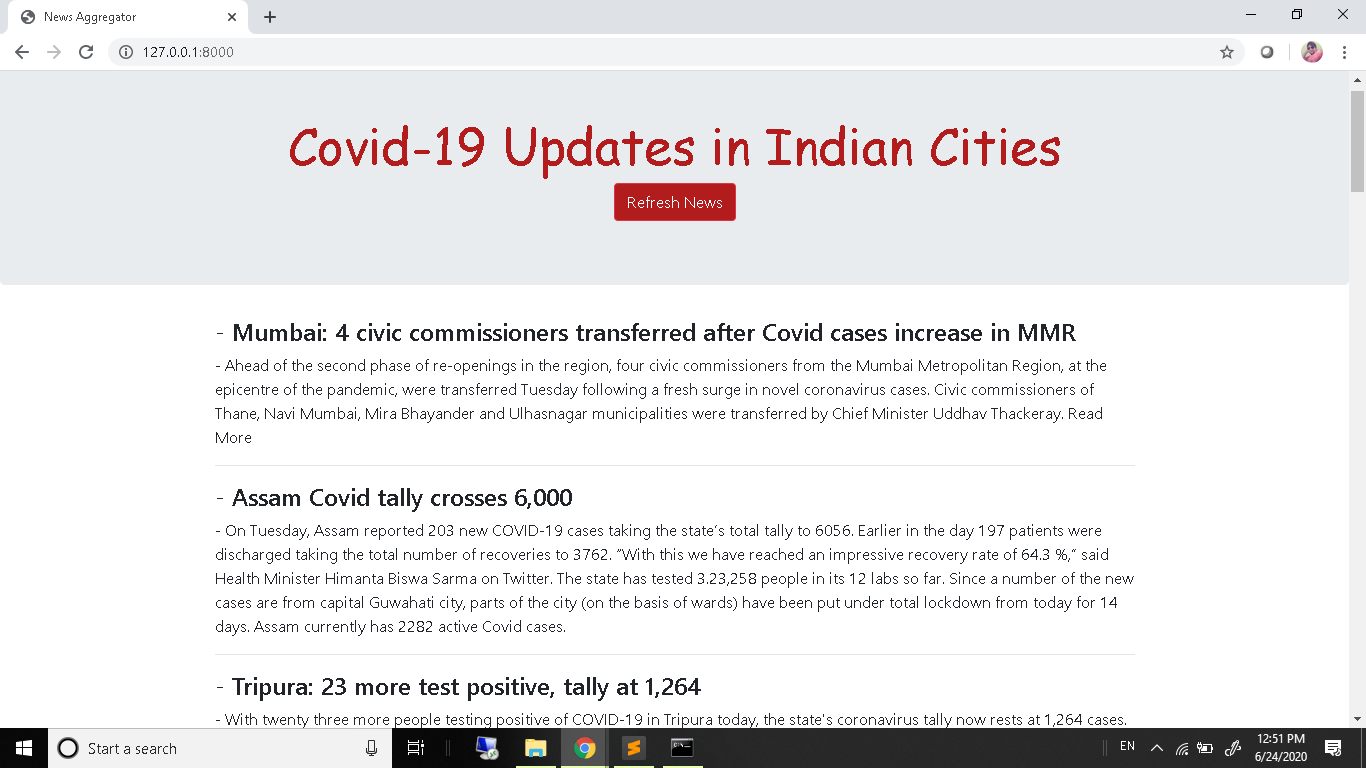 News Aggregator
127.0.0.1:8000
Covid-19 Updates in Indian Cities
Refresh News
- Mumbai: 4 civic commissioners transferred after Covid cases increase in MMR
- Ahead of the second phase of re-openings in the region, four civic commissioners from the Mumbai Metropolitan Region, at the
epicentre of the pandemic, were transferred Tuesday following a fresh surge in novel coronavirus cases. Civic commissioners of
Thane, Navi Mumbai, Mira Bhayander and Ulhasnagar municipalities were transferred by Chief Minister Uddhav Thackeray. Read
More
- Assam Covid tally crosses 6,000
- On Tuesday, Assam reported 203 new COVID-19 cases taking the state's total tally to 6056. Earlier in the day 197 patients were
discharged taking the total number of recoveries to 3762. "With this we have reached an impressive recovery rate of 64.3 %," said
Health Minister Himanta Biswa Sarma on Twitter. The state has tested 3.23,258 people in its 12 labs so far. Since a number of the new
cases are from capital Guwahati city, parts of the city (on the basis of wards) have been put under total lockdown from today for 14
days. Assam currently has 2282 active Covid cases.
- Tripura: 23 more test positive, tally at 1,264
- With twenty three more people testing positive of COVID-19 in Tripura today, the state's coronavirus tally now rests at 1,264 cases.
Start a search
EN
12:51 PM
6/24/2020